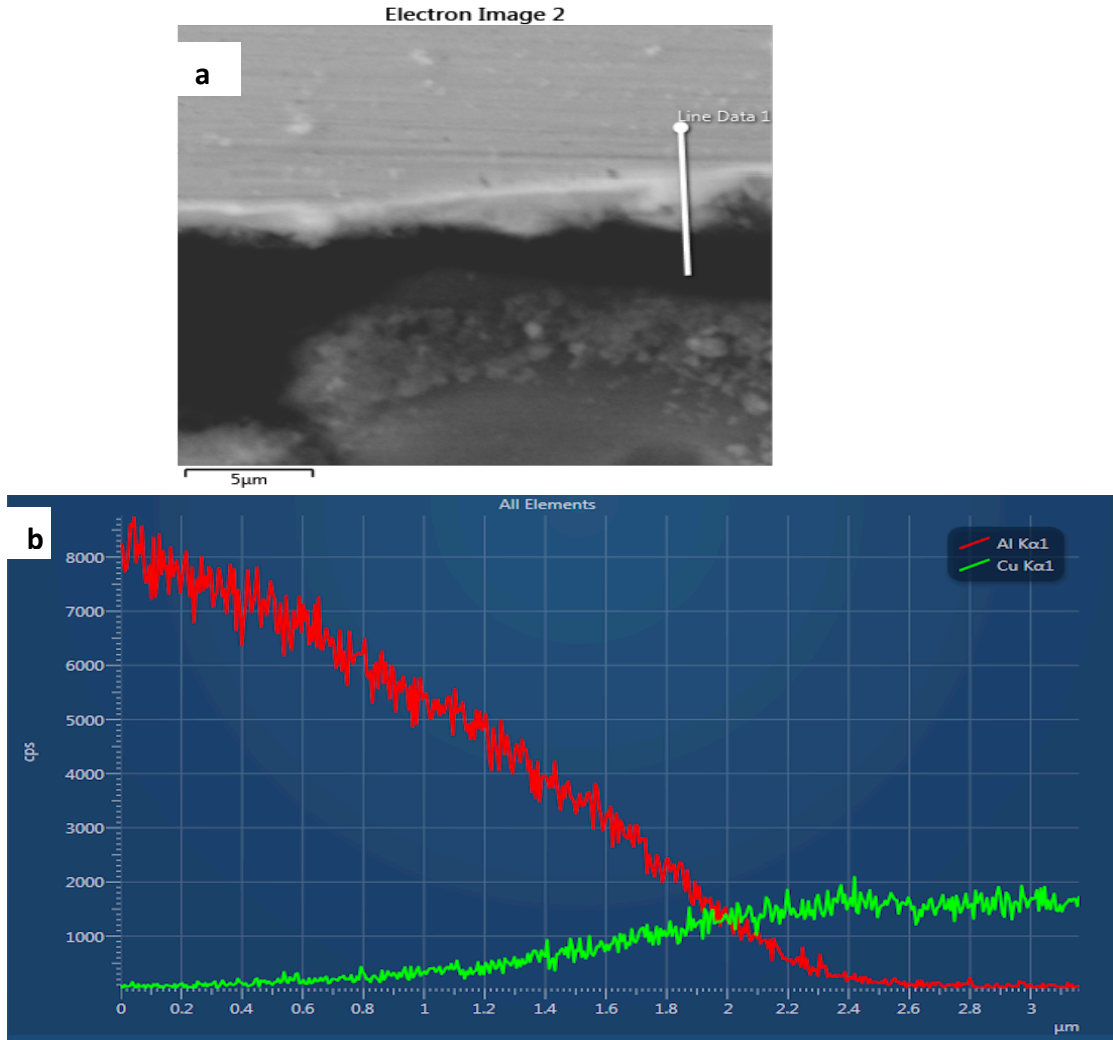 Electron Image 2
a
Line Data 1
5μm
b
All Elements
Al Kα1
Cu Kα1
8000
7000
6000
5000
4000
3000
2000
1000
cps
0 0.2 0.4 0.6 0.8 1 1.2 1.4 1.6 1.8 2 2.2 2.4 2.6 2.8 3
μm